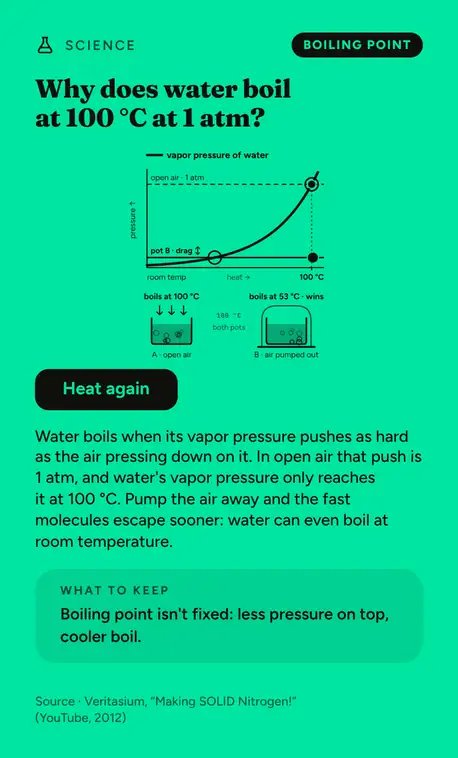 SCIENCE
BOILING POINT
Why does water boil
at 100 °C at 1 atm?
vapor pressure of water
open air · 1 atm
pressure →
pot B · drag ↕
room temp
heat →
100 °C
boils at 100 °C
boils at 53 °C · wins
100 °C
both pots
A · open air
B · air pumped out
Heat again
Water boils when its vapor pressure pushes as hard
as the air pressing down on it. In open air that push is
1 atm, and water's vapor pressure only reaches
it at 100 °C. Pump the air away and the fast
molecules escape sooner: water can even boil at
room temperature.
WHAT TO KEEP
Boiling point isn't fixed: less pressure on top,
cooler boil.
Source · Veritasium, “Making SOLID Nitrogen!”
(YouTube, 2012)